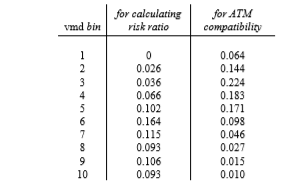 for calculating for ATM
vmd bin risk ratio compatibility
1 0 0.064
2 0.026 0.144
3 0.036 0.224
4 0.066 0.183
5 0.102 0.171
6 0.164 0.098
7 0.115 0.046
8 0.093 0.027
9 0.106 0.015
10 0.093 0.010